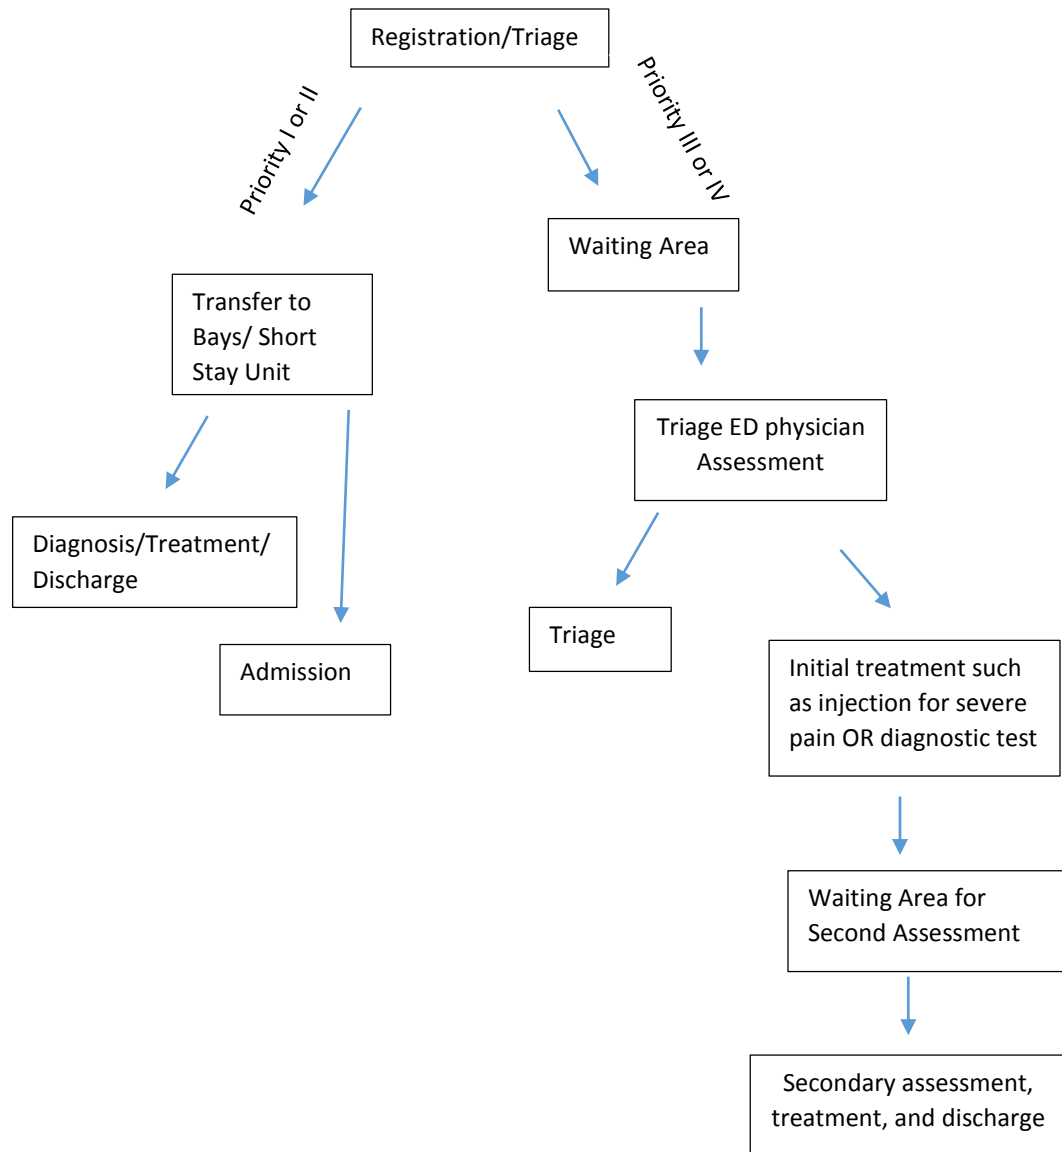 Registration/Triage
Priority I or II
Priority III or IV
Waiting Area
Transfer to
Bays/ Short
Stay Unit
Triage ED physician
Assessment
Diagnosis/Treatment/
Discharge
Triage
Admission
Initial treatment such
as injection for severe
pain OR diagnostic test
Waiting Area for
Second Assessment
Secondary assessment,
treatment, and discharge